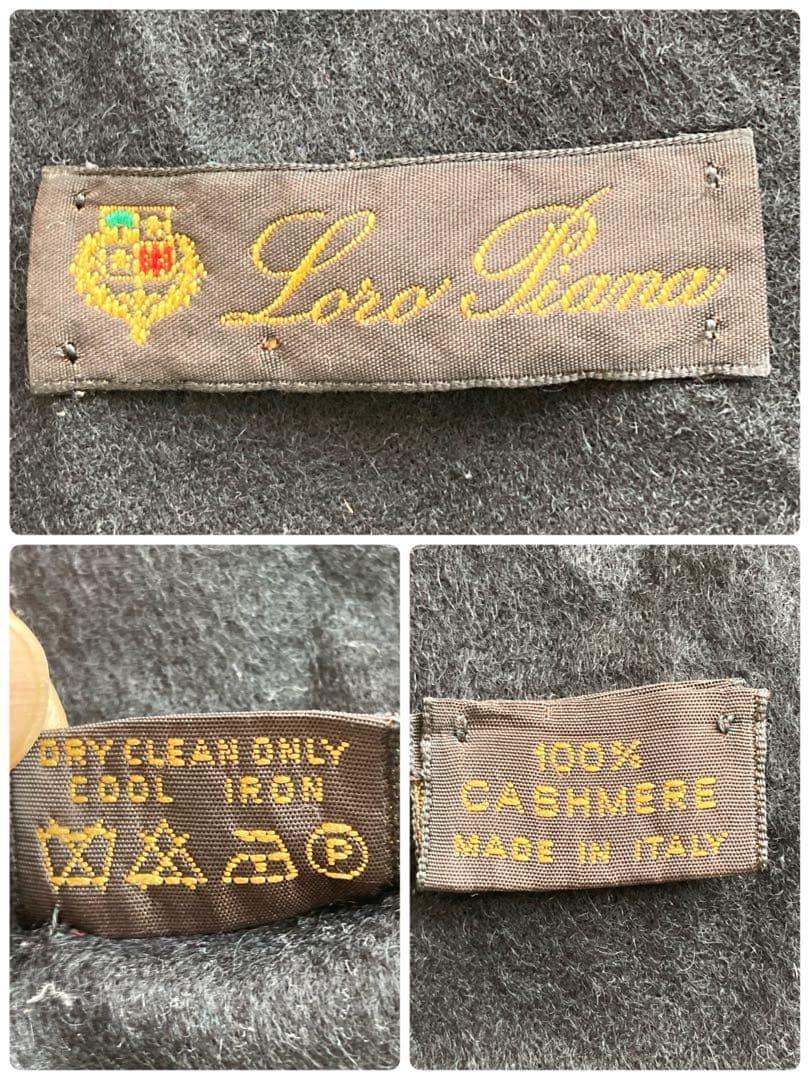 Loro Piana
DRY CLEAN ONLY
COOL IRON
P
100%
CASHMERE
MADE IN ITALY